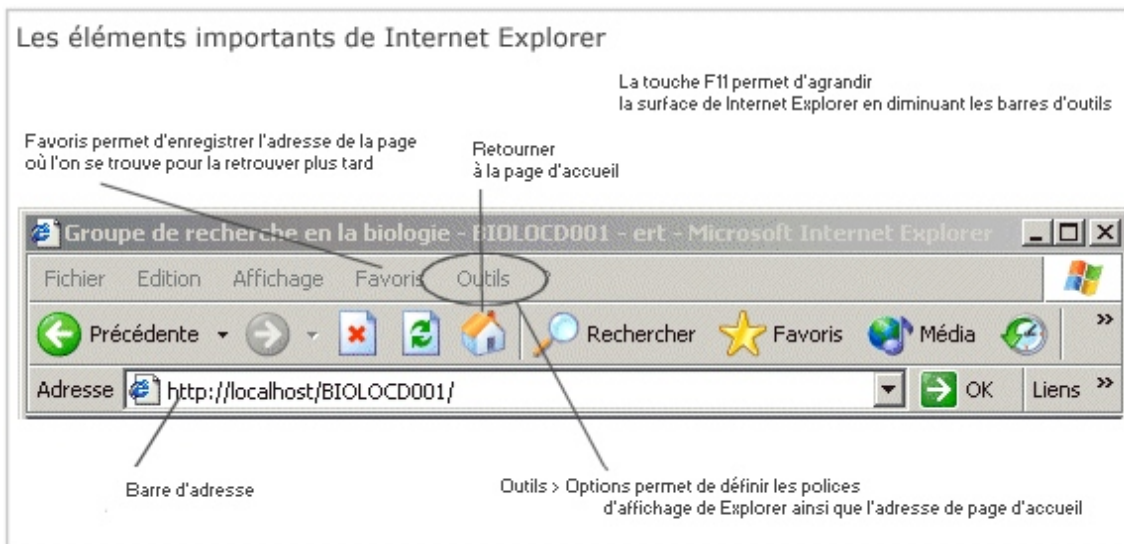 Les éléments importants de Internet Explorer
La touche F11 permet d'agrandir
la surface de Internet Explorer en diminuant les barres d'outils
Favoris permet d'enregistrer l'adresse de la page
où l'on se trouve pour la retrouver plus tard
Retourner
à la page d'accueil
Groupe de recherche en la biologie - BIOLOCD001 - ert - Microsoft Internet Explorer
Fichier Edition Affichage Favoris Outils ?
Précédente Rechercher Favoris Média »
Adresse http://localhost/BIOLOCD001/ OK Liens »
Barre d'adresse
Outils > Options permet de définir les polices
d'affichage de Explorer ainsi que l'adresse de page d'accueil